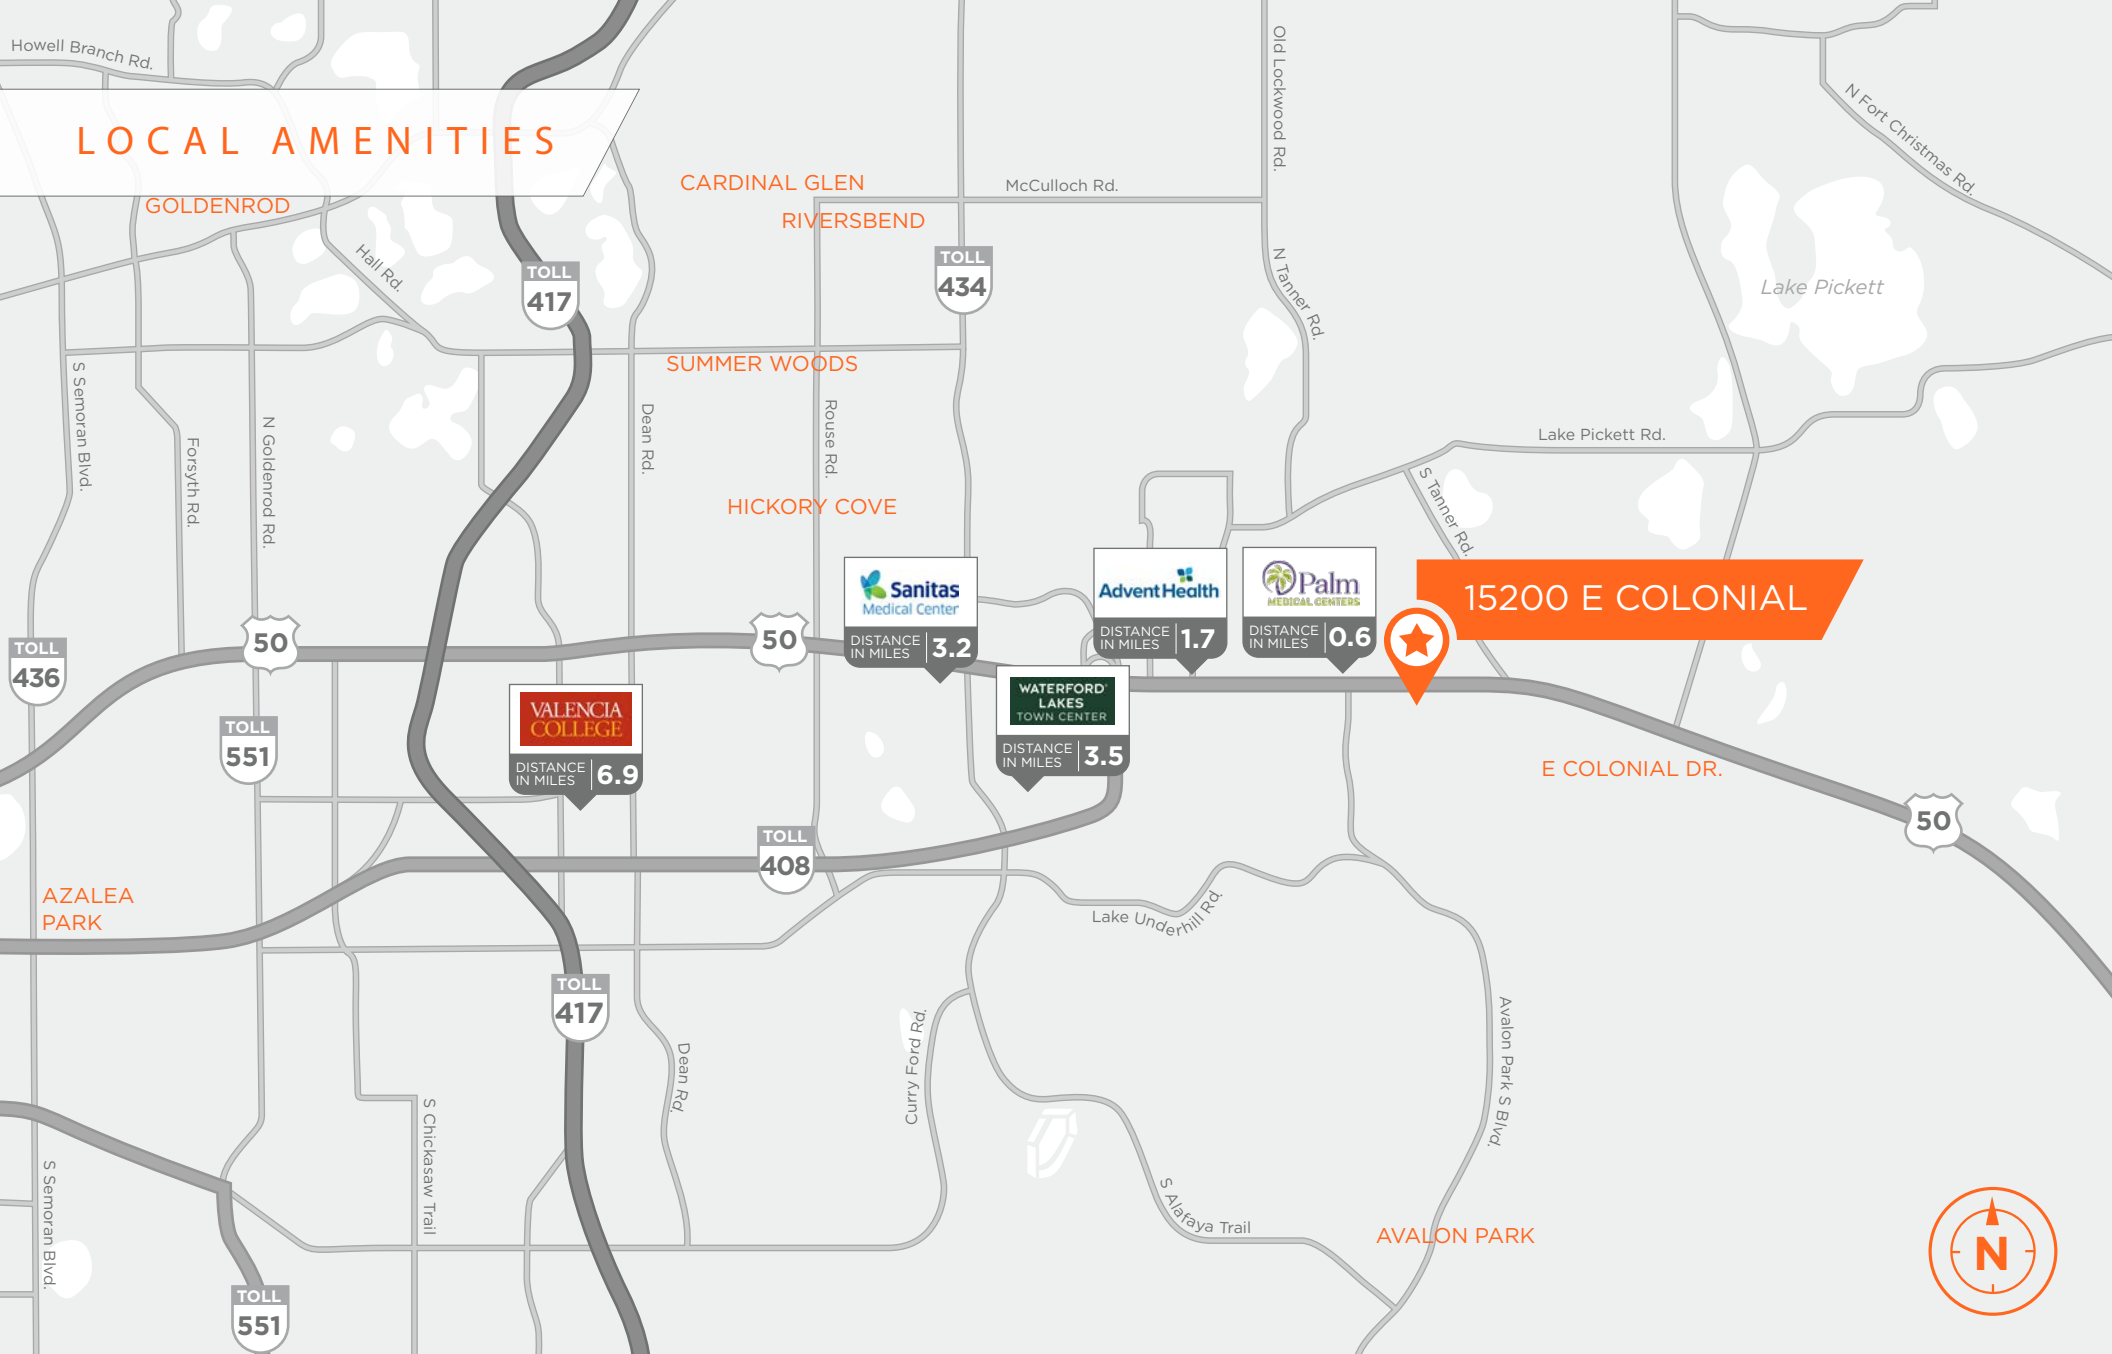 Howell Branch Rd.
LOCAL AMENITIES
GOLDENROD
Hall Rd.
CARDINAL GLEN
RIVERSBEND
McCulloch Rd.
Old Lockwood Rd.
N Fort Christmas Rd.
TOLL
417
TOLL
434
N Tanner Rd.
Lake Pickett
SUMMER WOODS
S Semoran Blvd.
Forsyth Rd.
N Goldenrod Rd.
Dean Rd.
Rouse Rd.
Lake Pickett Rd.
S Tanner Rd.
HICKORY COVE
Sanitas
Medical Center
DISTANCE
IN MILES
3.2
AdventHealth
DISTANCE
IN MILES
1.7
Palm
MEDICAL CENTERS
DISTANCE
IN MILES
0.6
15200 E COLONIAL
50
50
TOLL
436
TOLL
551
VALENCIA
COLLEGE
DISTANCE
IN MILES
6.9
WATERFORD
LAKES
TOWN CENTER
DISTANCE
IN MILES
3.5
E COLONIAL DR.
50
TOLL
408
AZALEA
PARK
Lake Underhill Rd.
TOLL
417
Dean Rd.
Curry Ford Rd.
Avalon Park S Blvd.
S Chickasaw Trail
S Semoran Blvd.
S Alafaya Trail
AVALON PARK
N
TOLL
551